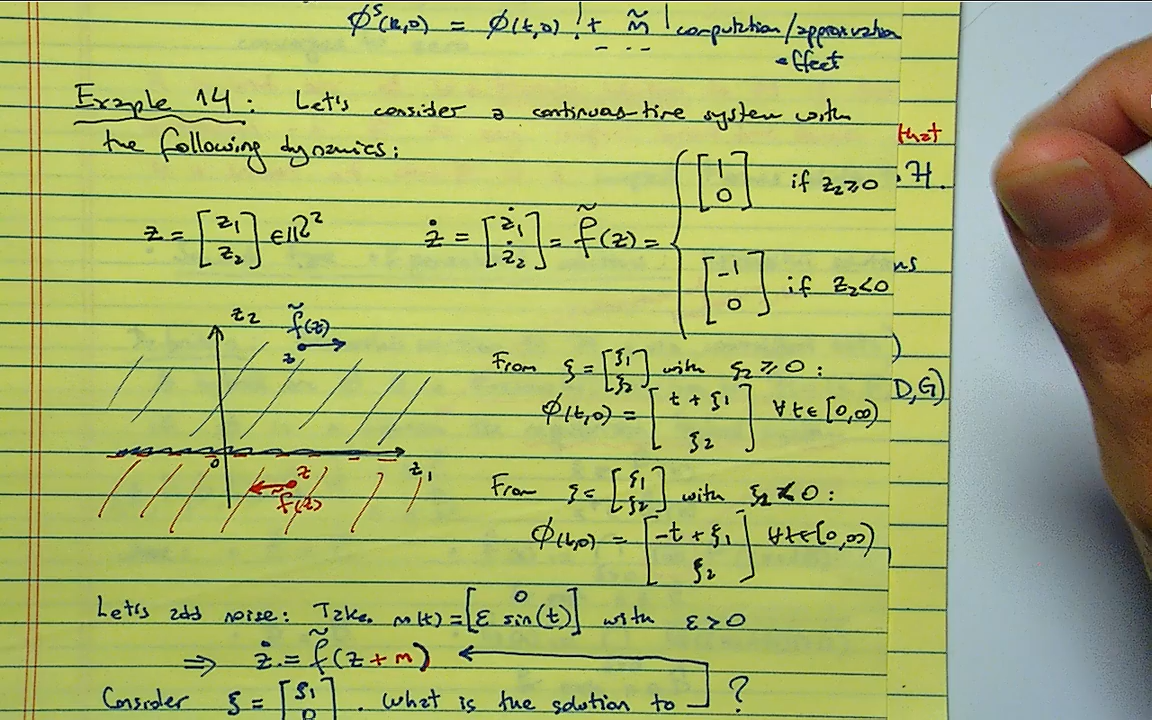 ϕˢ(k,0) = ϕ(t,0) + m̃ computation/approximation
effect
Example 14: Let's consider a continuous-time system with
the following dynamics:
that
H.
z = [z₁ z₂] ∈ ℝ² ż = [ż₁ ż₂] = f̃(z) = { [1 0] if z₂ ≥ 0
[-1 0] if z₂ < 0
ns
)
D,G)
z₂
f̃(z)
z
0
z₁
z
f̃(z)
From ξ = [ξ₁ ξ₂] with ξ₂ ≥ 0 :
ϕ(t,0) = [t + ξ₁ ξ₂] ∀t∈[0,∞)
From ξ = [ξ₁ ξ₂] with ξ₂ < 0 :
ϕ(t,0) = [-t + ξ₁ ξ₂] ∀t∈[0,∞)
Let's add noise: Take m(t) = [0 ε sin(t)] with ε > 0
⇒ ż = f̃(z + m)
Consider ξ = [ξ₁ 0] . What is the solution to ?